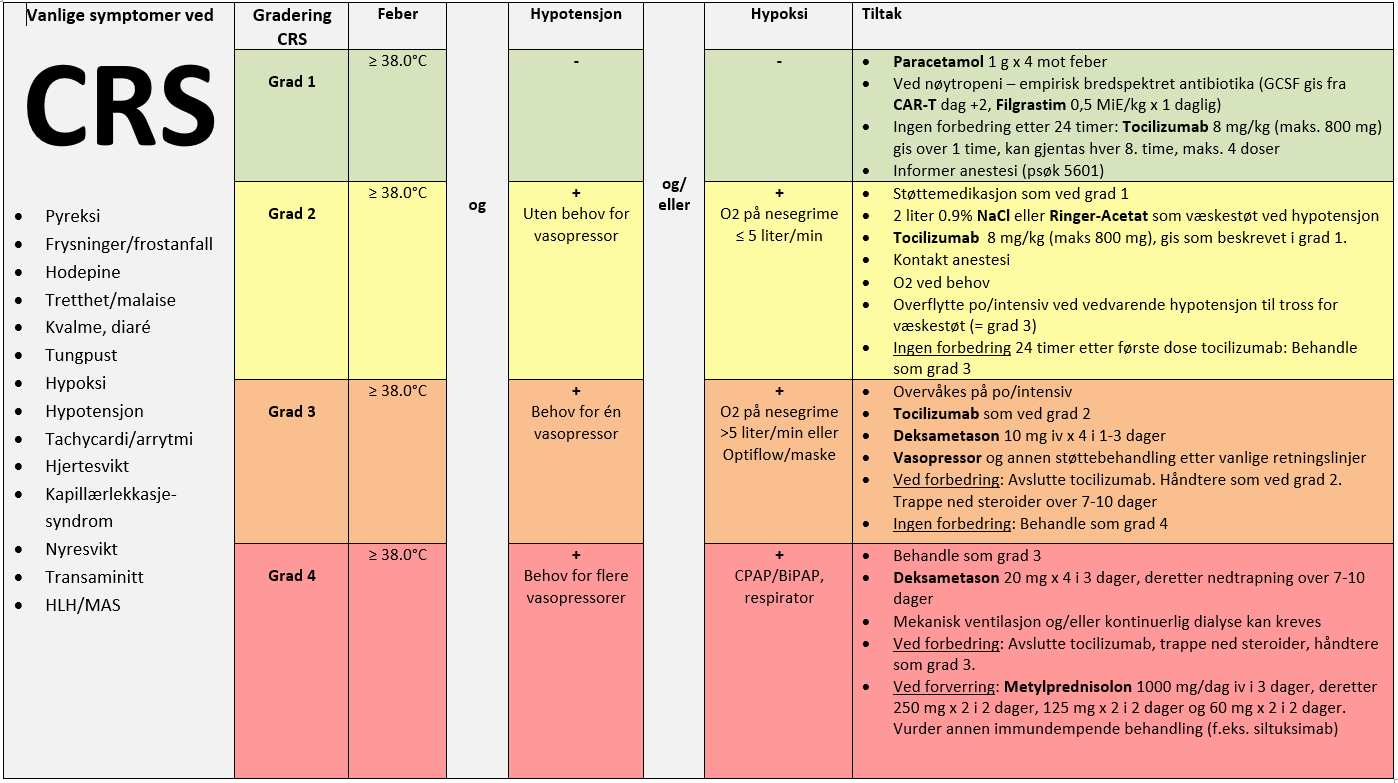 Vanlige symptomer ved
CRS
Pyreksi
Frysninger/frostanfall
Hodepine
Tretthet/malaise
Kvalme, diaré
Tungpust
Hypoksi
Hypotensjon
Tachycardi/arrytmi
Hjertesvikt
Kapillærlekkasje-
syndrom
Nyresvikt
Transaminitt
HLH/MAS
Gradering
CRS
Feber
Hypotensjon
Hypoksi
Tiltak
og
og/
eller
Grad 1
≥ 38.0°C
-
-
Paracetamol 1 g x 4 mot feber
Ved nøytropeni – empirisk bredspektret antibiotika (GCSF gis fra
CAR-T dag +2, Filgrastim 0,5 MiE/kg x 1 daglig)
Ingen forbedring etter 24 timer: Tocilizumab 8 mg/kg (maks. 800 mg)
gis over 1 time, kan gjentas hver 8. time, maks. 4 doser
Informer anestesi (psøk 5601)
Grad 2
≥ 38.0°C
+
Uten behov for
vasopressor
+
O2 på nesegrime
≤ 5 liter/min
Støttemedikasjon som ved grad 1
2 liter 0.9% NaCl eller Ringer-Acetat som væskestøt ved hypotensjon
Tocilizumab 8 mg/kg (maks 800 mg), gis som beskrevet i grad 1.
Kontakt anestesi
O2 ved behov
Overflytte po/intensiv ved vedvarende hypotensjon til tross for
væskestøt (= grad 3)
Ingen forbedring 24 timer etter første dose tocilizumab: Behandle
som grad 3
Grad 3
≥ 38.0°C
+
Behov for én
vasopressor
+
O2 på nesegrime
>5 liter/min eller
Optiflow/maske
Overvåkes på po/intensiv
Tocilizumab som ved grad 2
Deksametason 10 mg iv x 4 i 1-3 dager
Vasopressor og annen støttebehandling etter vanlige retningslinjer
Ved forbedring: Avslutte tocilizumab. Håndtere som ved grad 2.
Trappe ned steroider over 7-10 dager
Ingen forbedring: Behandle som grad 4
Grad 4
≥ 38.0°C
+
Behov for flere
vasopressorer
+
CPAP/BiPAP,
respirator
Behandle som grad 3
Deksametason 20 mg x 4 i 3 dager, deretter nedtrapning over 7-10
dager
Mekanisk ventilasjon og/eller kontinuerlig dialyse kan kreves
Ved forbedring: Avslutte tocilizumab, trappe ned steroider, håndtere
som grad 3.
Ved forverring: Metylprednisolon 1000 mg/dag iv i 3 dager, deretter
250 mg x 2 i 2 dager, 125 mg x 2 i 2 dager og 60 mg x 2 i 2 dager.
Vurder annen immundempende behandling (f.eks. siltuksimab)